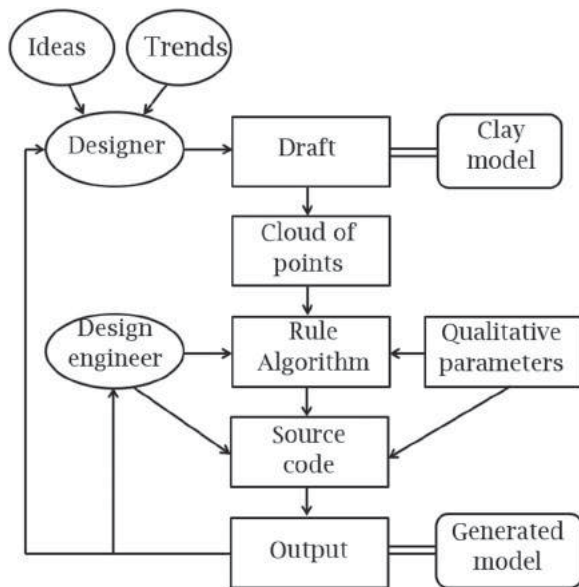 Ideas
Trends
Designer
Draft
Clay
model
Cloud of
points
Design
engineer
Rule
Algorithm
Qualitative
parameters
Source
code
Output
Generated
model